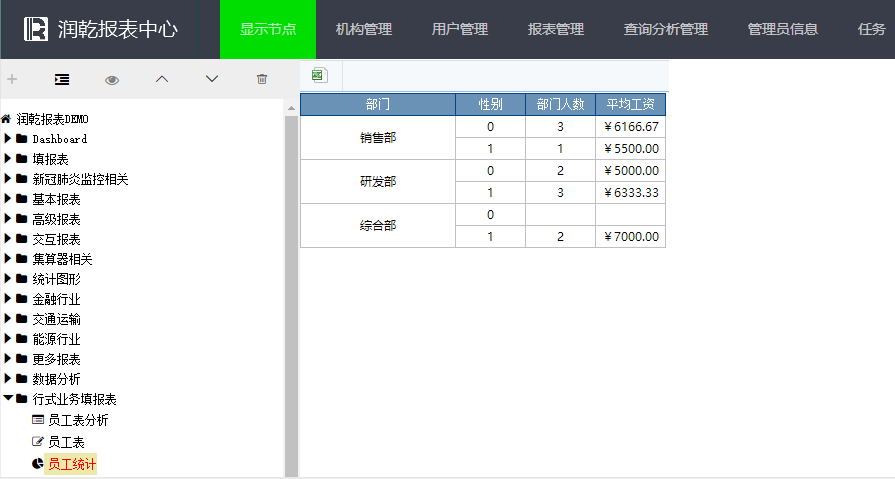 润乾报表中心 显示节点 机构管理 用户管理 报表管理 查询分析管理 管理员信息 任务
润乾报表DEMO
Dashboard
填报表
新冠肺炎监控相关
基本报表
高级报表
交互报表
集算器相关
统计图形
金融行业
交通运输
能源行业
更多报表
数据分析
行式业务填报表
员工表分析
员工表
员工统计
部门 性别 部门人数 平均工资
销售部 0 3 ￥6166.67
1 1 ￥5500.00
研发部 0 2 ￥5000.00
1 3 ￥6333.33
综合部 0
1 2 ￥7000.00